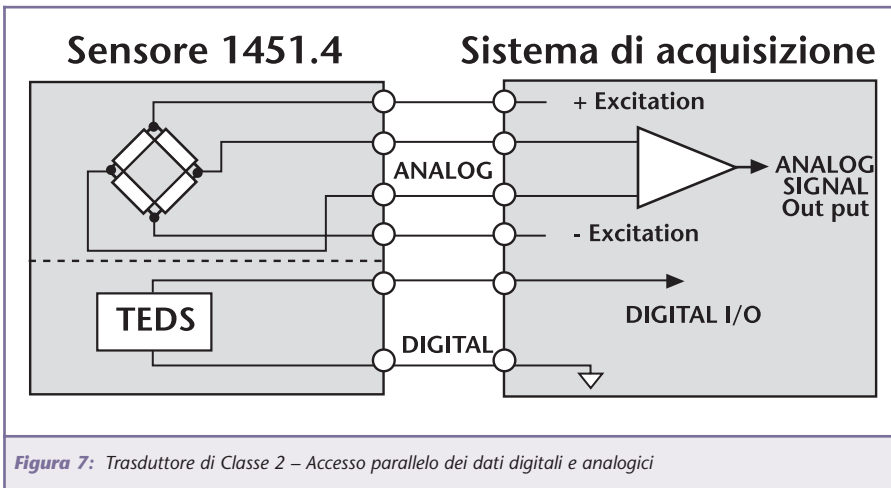 Sensore 1451.4
Sistema di acquisizione
+ Excitation
ANALOG
ANALOG
SIGNAL
Out put
- Excitation
TEDS
DIGITAL I/O
DIGITAL
Figura 7: Trasduttore di Classe 2 – Accesso parallelo dei dati digitali e analogici